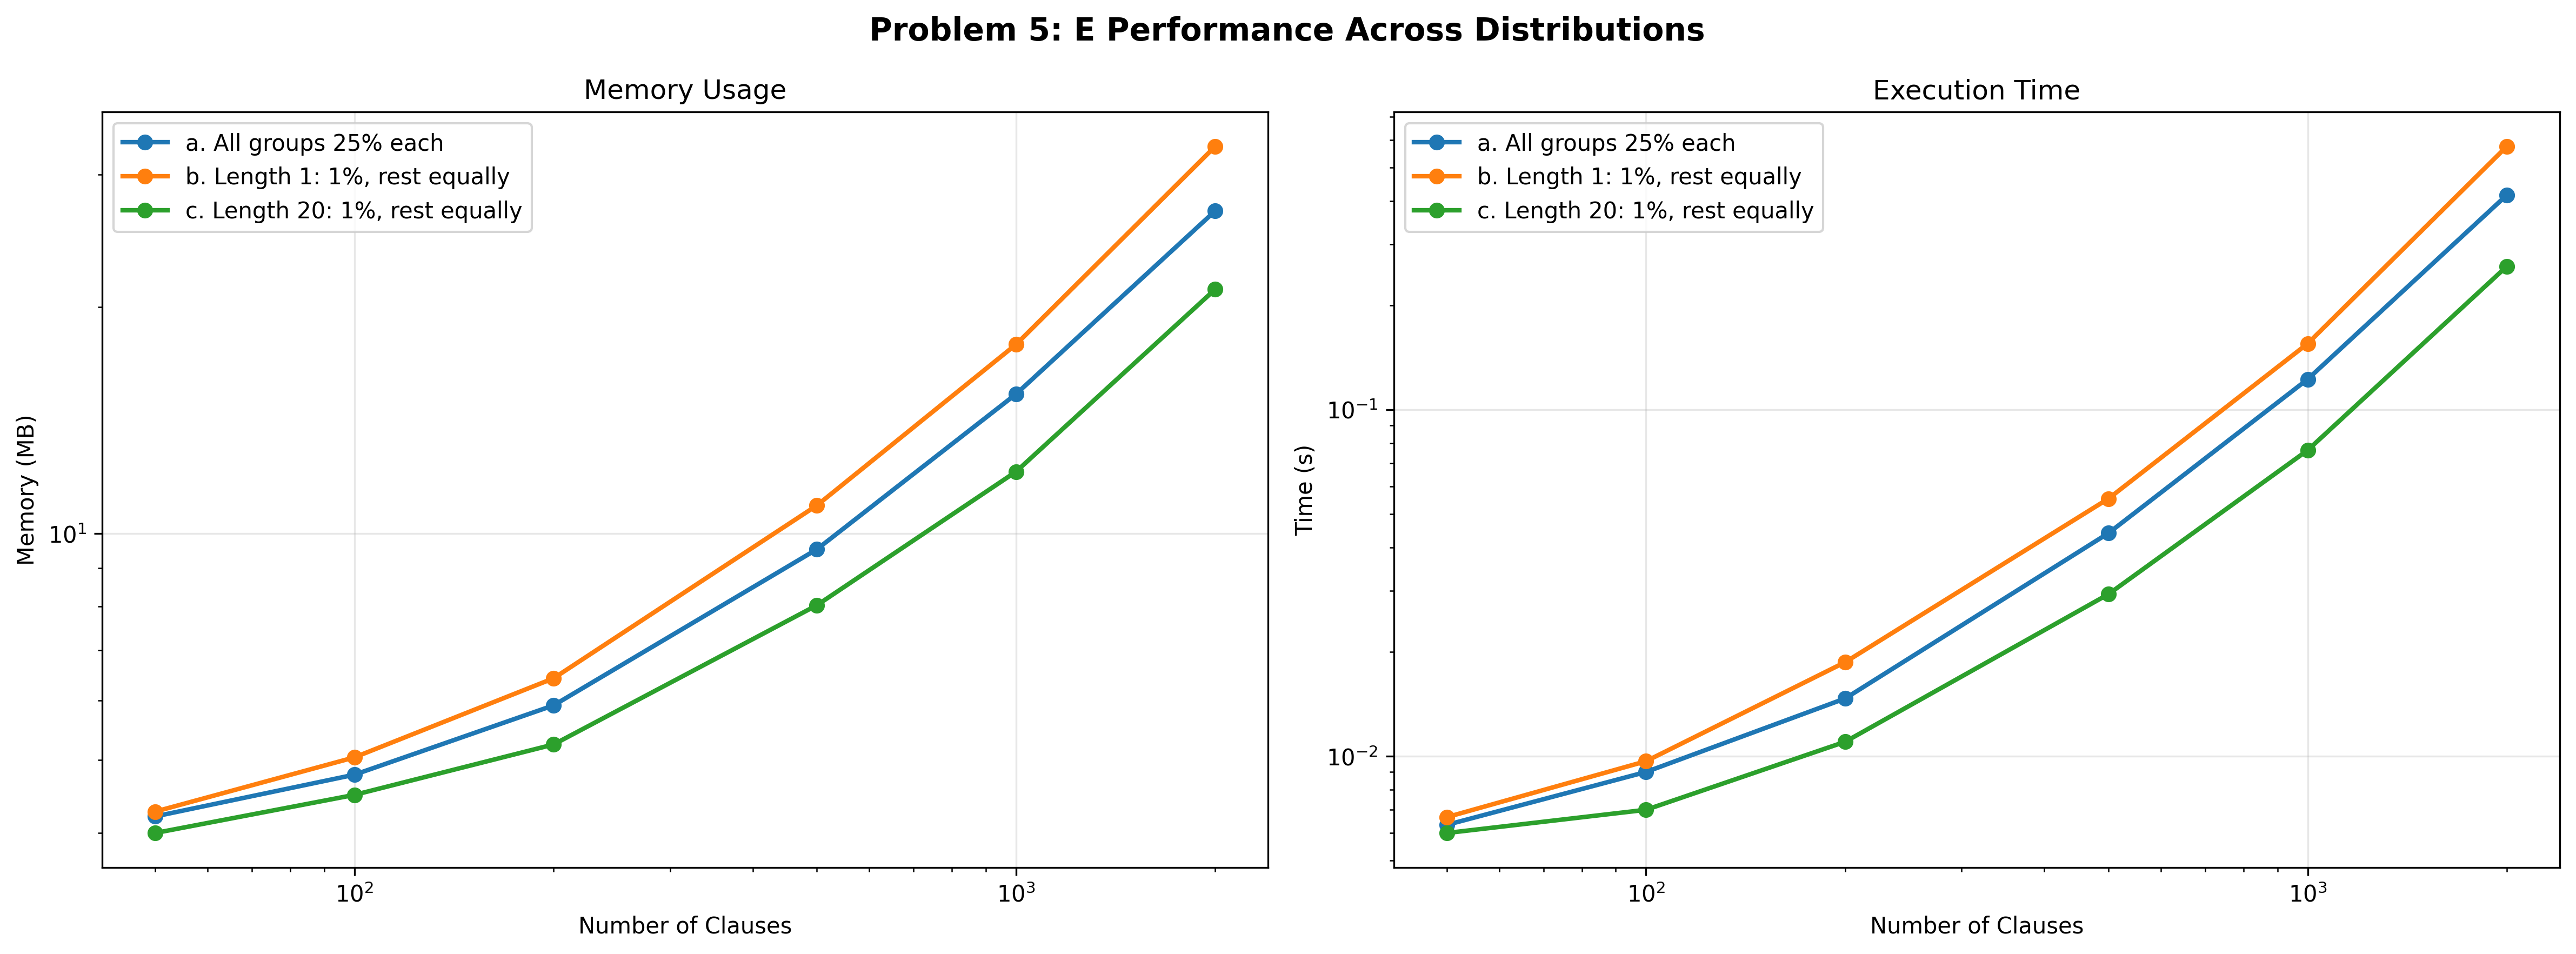 Problem 5: E Performance Across Distributions
Memory Usage
a. All groups 25% each
b. Length 1: 1%, rest equally
c. Length 20: 1%, rest equally
Memory (MB)
10¹
10²
10³
Number of Clauses
Execution Time
a. All groups 25% each
b. Length 1: 1%, rest equally
c. Length 20: 1%, rest equally
Time (s)
10⁻¹
10⁻²
10²
10³
Number of Clauses